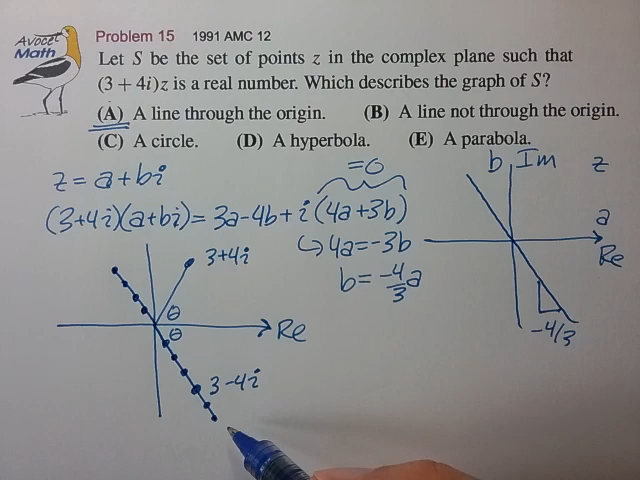 Avocet Math
Problem 15 1991 AMC 12
Let S be the set of points z in the complex plane such that
(3 + 4i)z is a real number. Which describes the graph of S?
(A) A line through the origin. (B) A line not through the origin.
(C) A circle. (D) A hyperbola. (E) A parabola.
z = a + bi
=0
(3+4i)(a+bi) = 3a-4b+i(4a+3b)
↳ 4a=-3b
b = -4/3 a
b Im z
a
Re
-4/3
3+4i
θ
θ
Re
3-4i